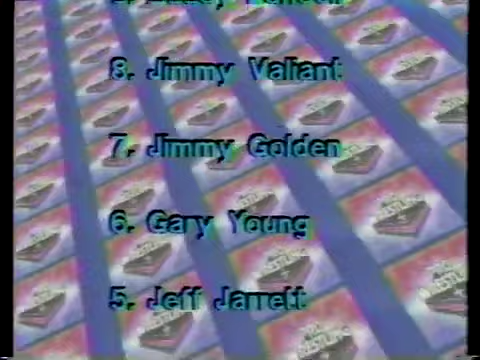 8. Jimmy Valiant
7. Jimmy Golden
6. Gary Young
5. Jeff Jarrett